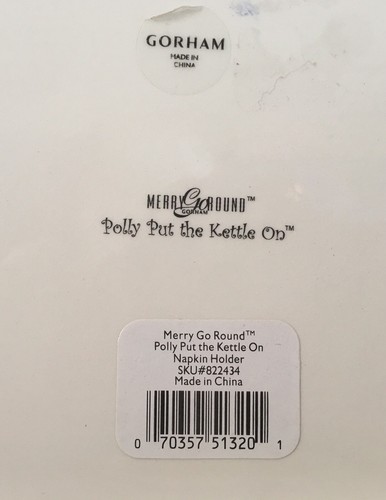 GORHAM
MADE IN
CHINA
MERRY Go ROUND™
GORHAM
Polly Put the Kettle On™
Merry Go Round™
Polly Put the Kettle On
Napkin Holder
SKU#822434
Made in China
0 70357 51320 1